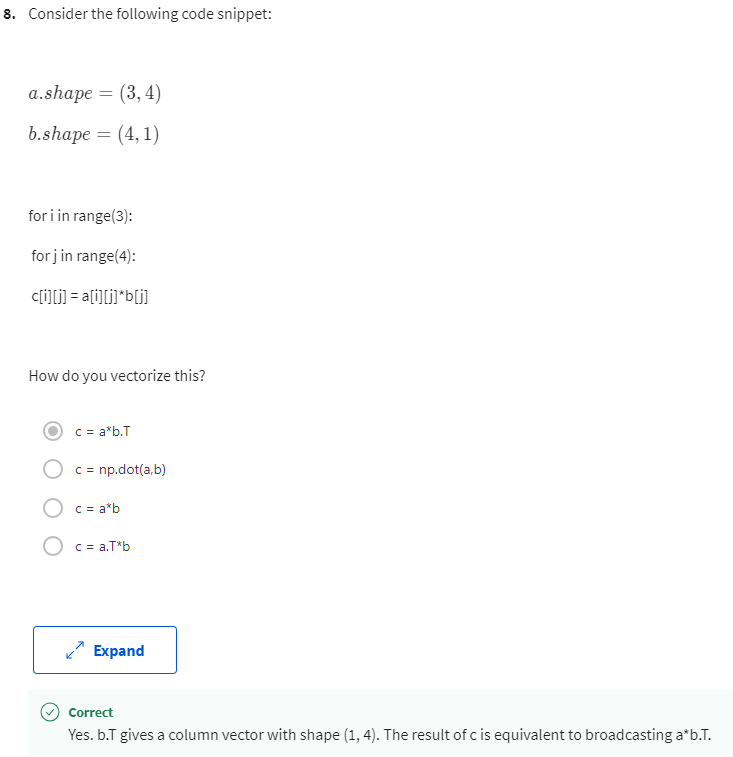 8. Consider the following code snippet:
a.shape = (3, 4)
b.shape = (4, 1)
for i in range(3):
for j in range(4):
c[i][j] = a[i][j]*b[j]
How do you vectorize this?
c = a*b.T
c = np.dot(a,b)
c = a*b
c = a.T*b
Expand
Correct
Yes. b.T gives a column vector with shape (1, 4). The result of c is equivalent to broadcasting a*b.T.